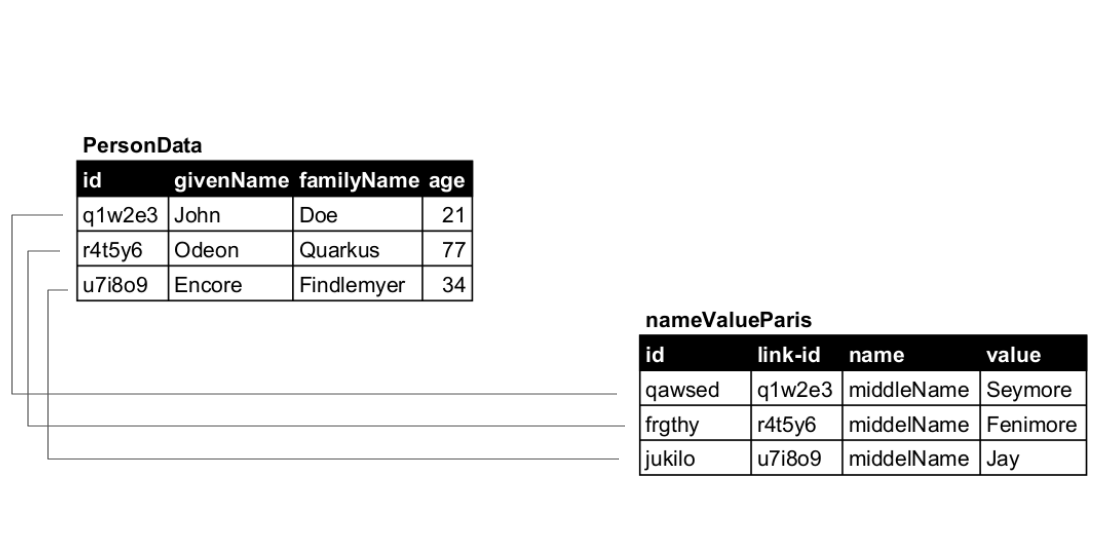 PersonData
id givenName familyName age
q1w2e3 John Doe 21
r4t5y6 Odeon Quarkus 77
u7i8o9 Encore Findlemyer 34
nameValueParis
id link-id name value
qawsed q1w2e3 middleName Seymore
frgthy r4t5y6 middelName Fenimore
jukilo u7i8o9 middelName Jay